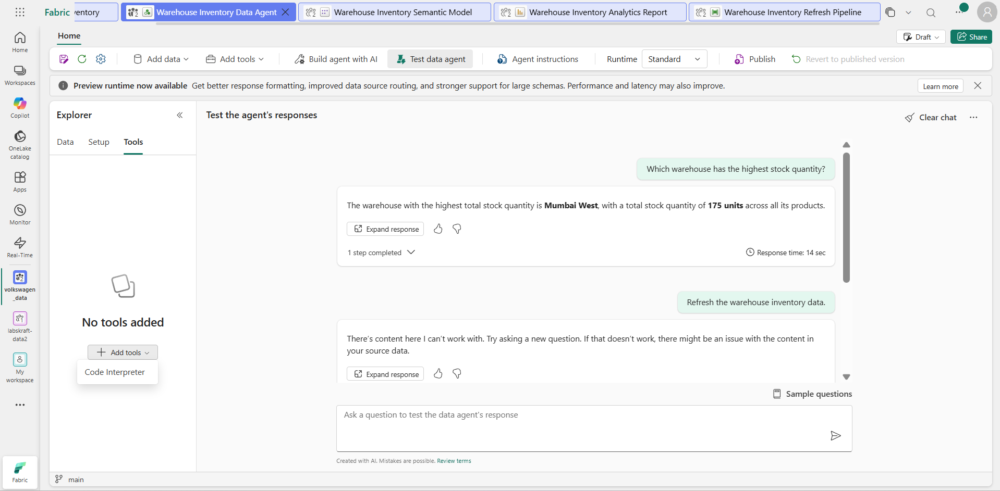 Fabric
ventory
Warehouse Inventory Data Agent
Warehouse Inventory Semantic Model
Warehouse Inventory Analytics Report
Warehouse Inventory Refresh Pipeline
Home
Draft
Share
Add data
Add tools
Build agent with AI
Test data agent
Agent instructions
Runtime
Standard
Publish
Revert to published version
Preview runtime now available Get better response formatting, improved data source routing, and stronger support for large schemas. Performance and latency may also improve.
Learn more
Home
Workspaces
Copilot
OneLake
catalog
Apps
Monitor
Real-Time
volkswagen
_data
labskraft-
data2
My
workspace
Fabric
Explorer
Data
Setup
Tools
No tools added
Add tools
Code Interpreter
Test the agent's responses
Clear chat
Which warehouse has the highest stock quantity?
The warehouse with the highest total stock quantity is Mumbai West, with a total stock quantity of 175 units across all its products.
Expand response
1 step completed
Response time: 14 sec
Refresh the warehouse inventory data.
There's content here I can't work with. Try asking a new question. If that doesn't work, there might be an issue with the content in
your source data.
Expand response
Sample questions
Ask a question to test the data agent's response
Created with AI. Mistakes are possible. Review terms
main